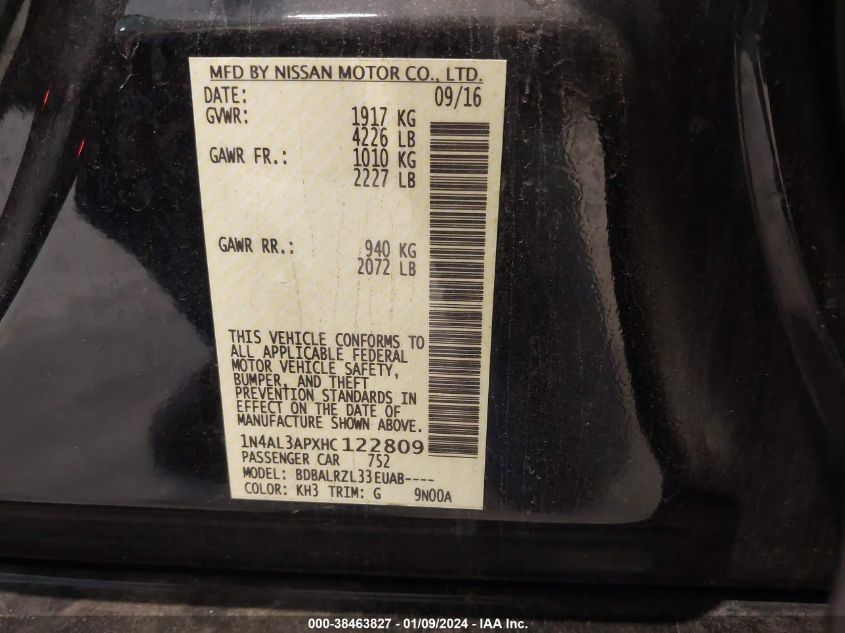 MFD BY NISSAN MOTOR CO., LTD.
DATE: 09/16
GVWR: 1917 KG
4226 LB
GAWR FR.: 1010 KG
2227 LB
GAWR RR.: 940 KG
2072 LB
THIS VEHICLE CONFORMS TO
ALL APPLICABLE FEDERAL
MOTOR VEHICLE SAFETY,
BUMPER, AND THEFT
PREVENTION STANDARDS IN
EFFECT ON THE DATE OF
MANUFACTURE SHOWN ABOVE.
1N4AL3APXHC122809
PASSENGER CAR 752
MODEL: BDBALRZL33EUAB----
COLOR: KH3 TRIM: G 9N00A
000-38463827 - 01/09/2024 - IAA Inc.